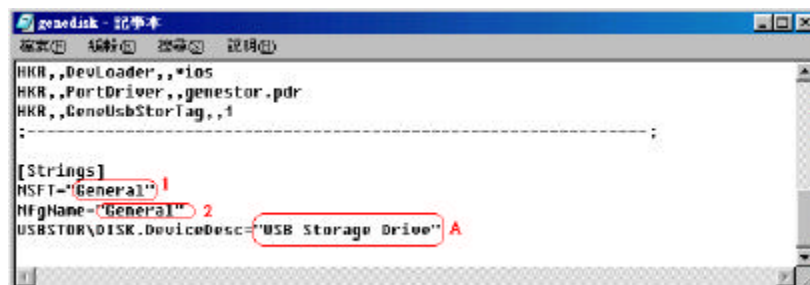 genedisk - 記事本
檔案(F) 編輯(E) 搜尋(S) 說明(H)
HKR,,DevLoader,,*ios
HKR,,PortDriver,,genestor.pdr
HKR,,GeneUsbStorTag,,1
;----------------------------------------------------------------;
[Strings]
MSFT="General" 1
MfgName="General" 2
USBSTOR\DISK.DeviceDesc="USB Storage Drive" A